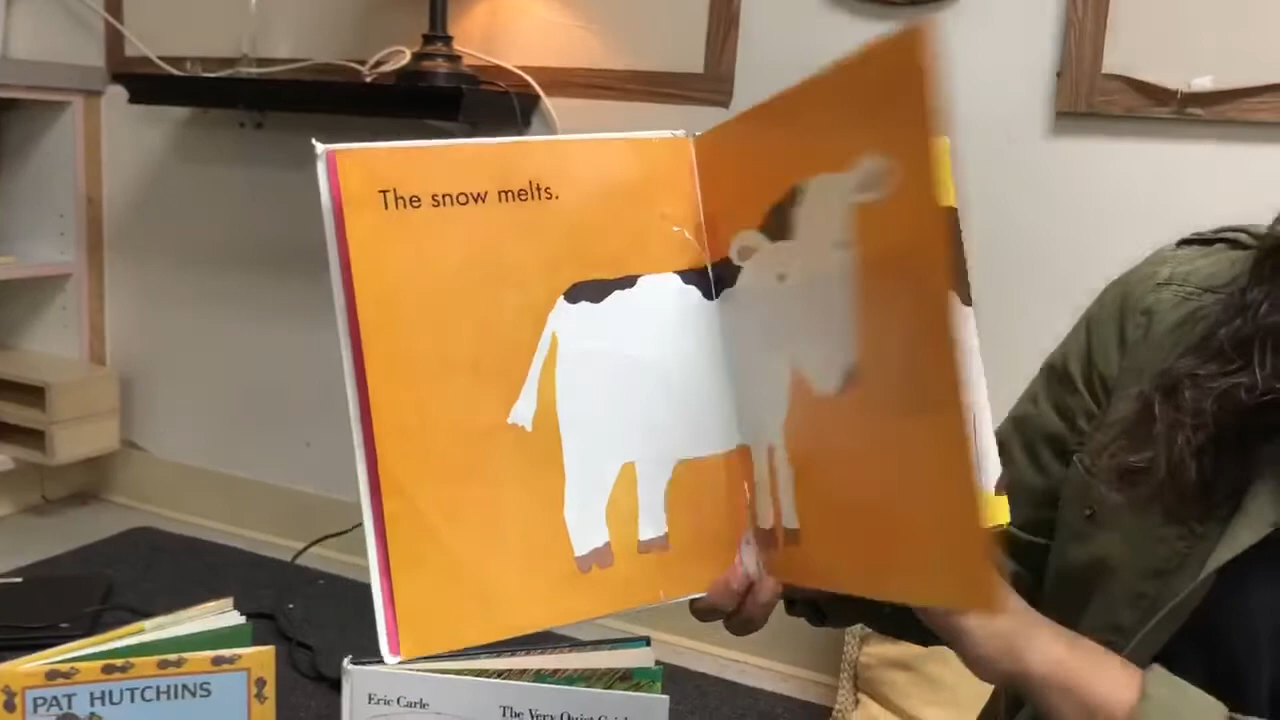 The snow melts.
PAT HUTCHINS
Eric Carle
The Very Quiet